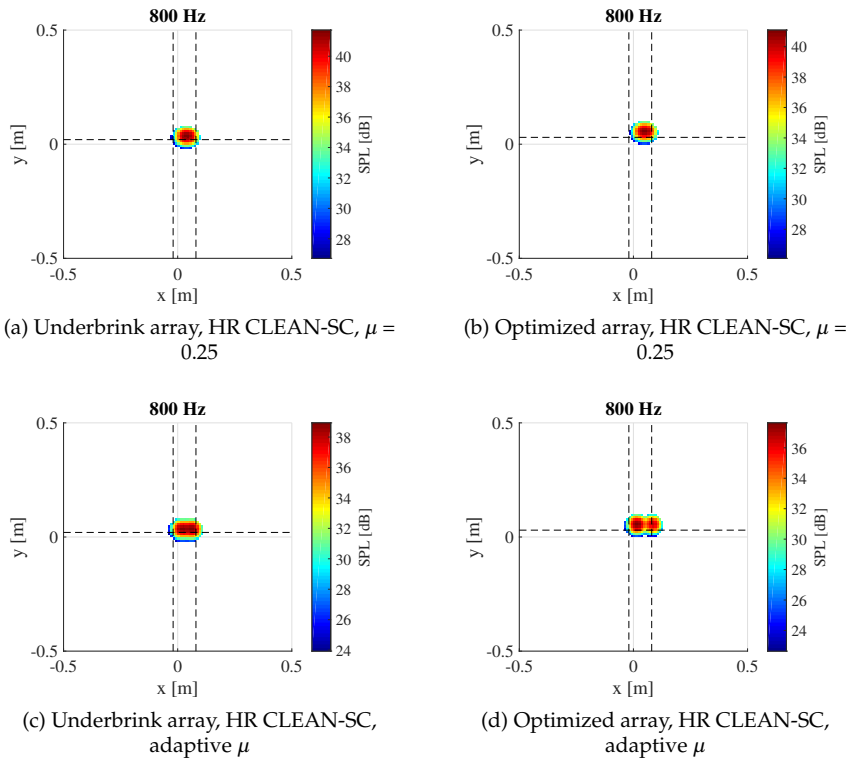 800 Hz
0.5
0
-0.5
-0.5
0
0.5
x [m]
y [m]
40
38
36
34
32
30
28
SPL [dB]
(a) Underbrink array, HR CLEAN-SC, μ =
0.25
800 Hz
0.5
0
-0.5
-0.5
0
0.5
x [m]
y [m]
40
38
36
34
32
30
28
SPL [dB]
(b) Optimized array, HR CLEAN-SC, μ =
0.25
800 Hz
0.5
0
-0.5
-0.5
0
0.5
x [m]
y [m]
38
36
34
32
30
28
26
24
SPL [dB]
(c) Underbrink array, HR CLEAN-SC,
adaptive μ
800 Hz
0.5
0
-0.5
-0.5
0
0.5
x [m]
y [m]
36
34
32
30
28
26
24
SPL [dB]
(d) Optimized array, HR CLEAN-SC,
adaptive μ